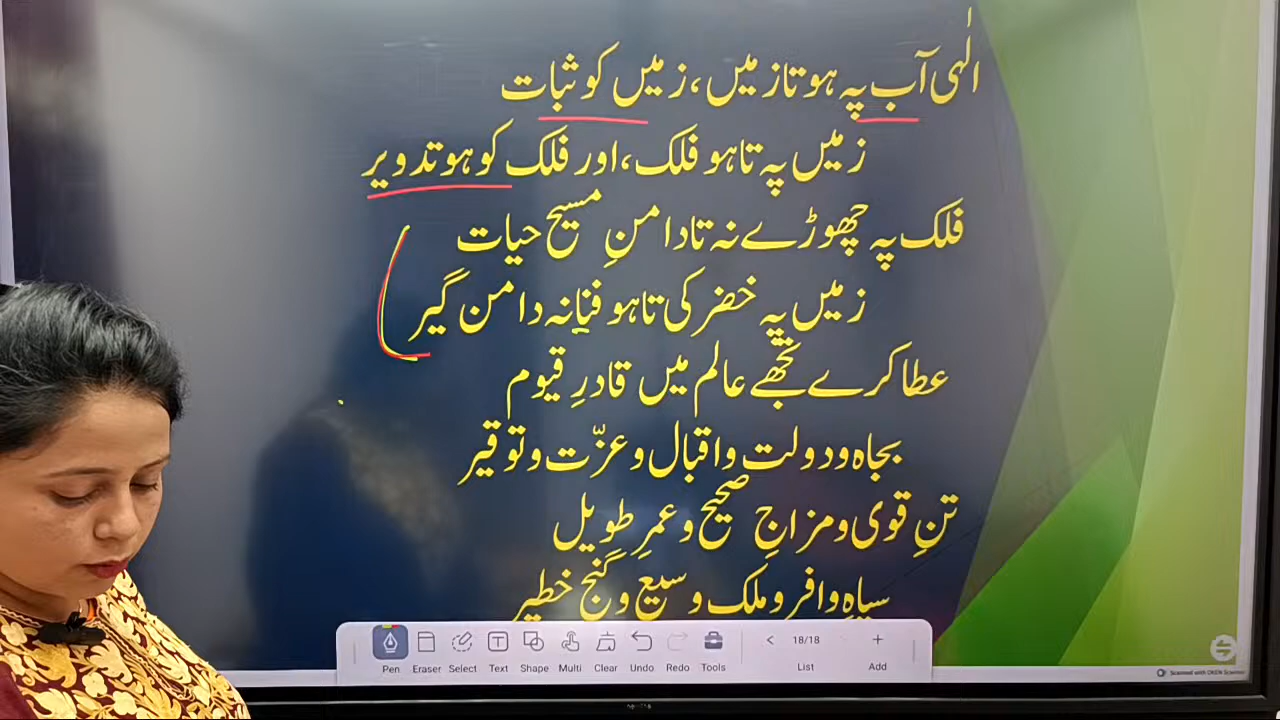 الٰہی آب پہ ہو تا زمیں، زمیں کو ثبات
زمیں پہ تا ہو فلک، اور فلک کو ہو تدویر
فلک پہ چھوڑے نہ تا دامنِ مسیح حیات
زمیں پہ خضر کی تا ہو فنا نہ دامن گیر
عطا کرے تجھے عالم میں قادرِ قیوم
بجاہ و دولت و اقبال و عزّت و توقیر
تنِ قوی و مزاجِ صحیح و عمرِ طویل
سپاہِ وافر و ملک وسیع و گنج خطیر
Pen Eraser Select Text Shape Multi Clear Undo Redo Tools < 18/18 + List Add
Scanned with OKEN Scanner